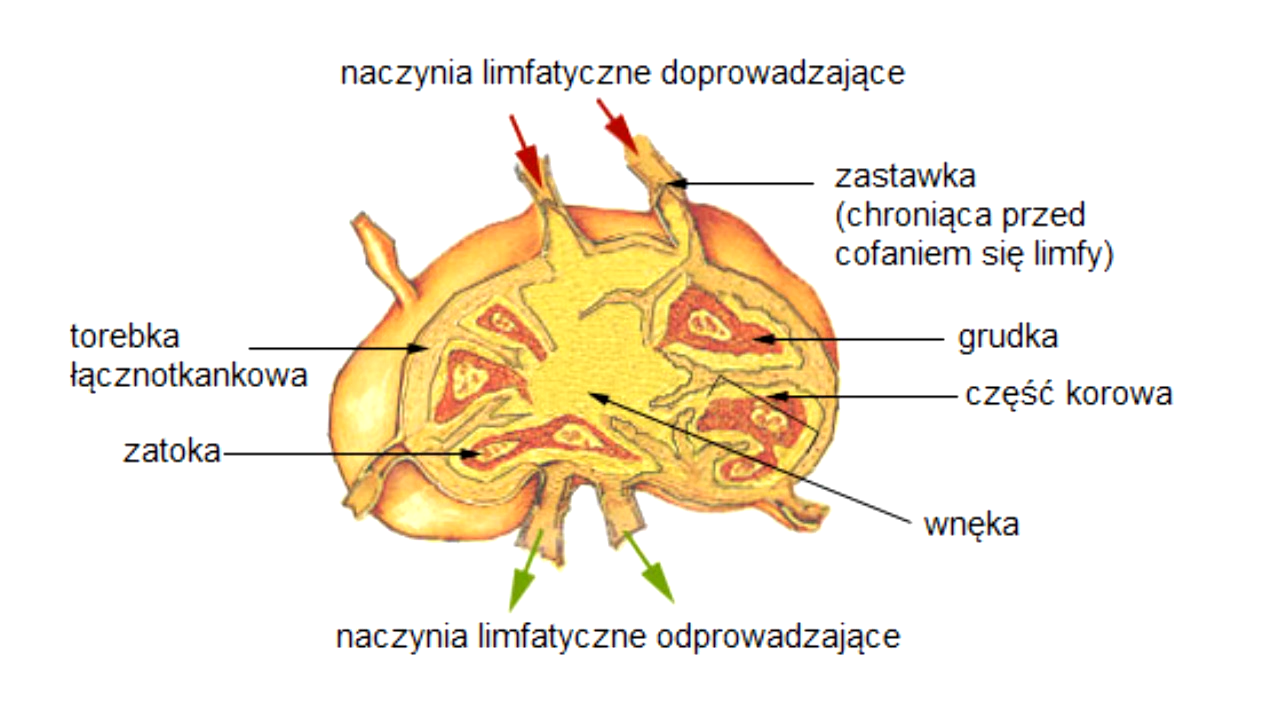 naczynia limfatyczne doprowadzające
zastawka
(chroniąca przed
cofaniem się limfy)
torebka
łącznotkankowa
grudka
część korowa
zatoka
wnęka
naczynia limfatyczne odprowadzające